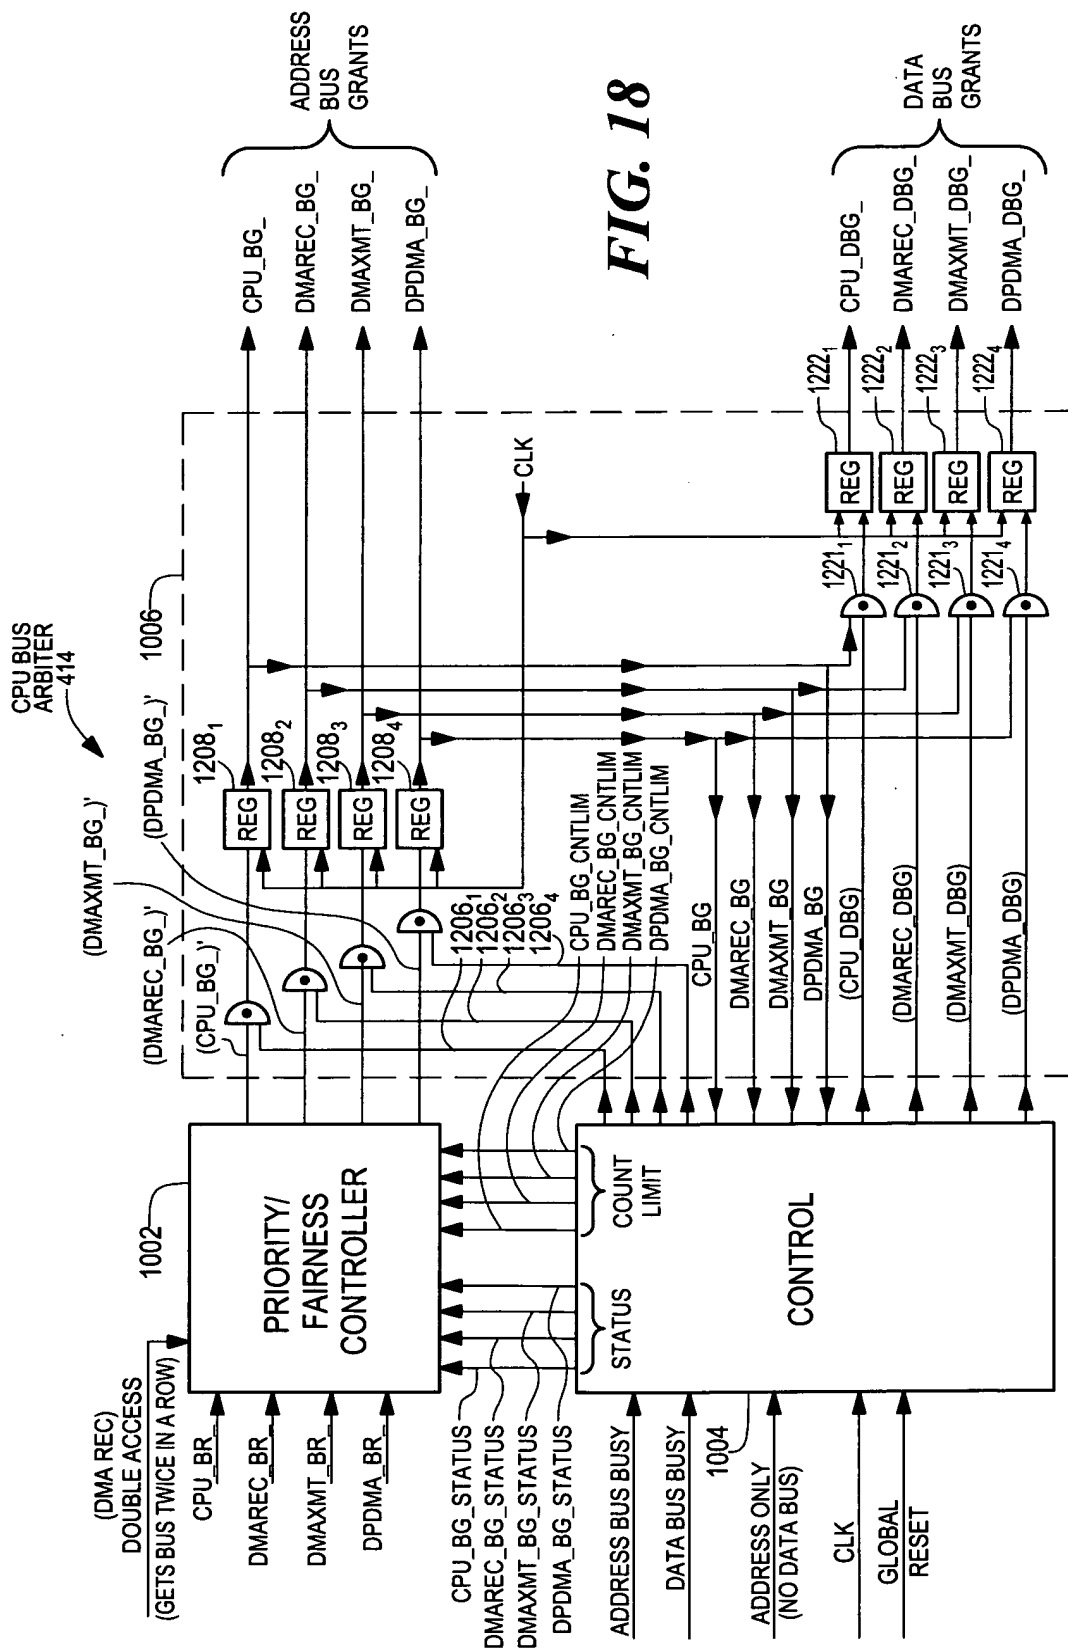 FIG. 18
CPU BUS
ARBITER
414
1006
(DMA REC)
DOUBLE ACCESS
(GETS BUS TWICE IN A ROW)
CPU_BR_
DMAREC_BR_
DMAXMT_BR_
DPDMA_BR_
1002
PRIORITY/
FAIRNESS
CONTROLLER
(CPU_BG_)'
(DMAREC_BG_)'
(DMAXMT_BG_)'
(DPDMA_BG_)'
REG
REG
REG
REG
1208₁
1208₂
1208₃
1208₄
CPU_BG_
DMAREC_BG_
DMAXMT_BG_
DPDMA_BG_
ADDRESS
BUS
GRANTS
1206₁
1206₂
1206₃
1206₄
CPU_BG_CNTLIM
DMAREC_BG_CNTLIM
DMAXMT_BG_CNTLIM
DPDMA_BG_CNTLIM
CLK
CPU_BG_STATUS
DMAREC_BG_STATUS
DMAXMT_BG_STATUS
DPDMA_BG_STATUS
STATUS
COUNT
LIMIT
CONTROL
1004
ADDRESS BUS BUSY
DATA BUS BUSY
ADDRESS ONLY
(NO DATA BUS)
CLK
GLOBAL
RESET
CPU_BG
DMAREC_BG
DMAXMT_BG
DPDMA_BG
(CPU_DBG)
(DMAREC_DBG)
(DMAXMT_DBG)
(DPDMA_DBG)
1221₁
1221₂
1221₃
1221₄
REG
REG
REG
REG
1222₁
1222₂
1222₃
1222₄
CPU_DBG_
DMAREC_DBG_
DMAXMT_DBG_
DPDMA_DBG_
DATA
BUS
GRANTS